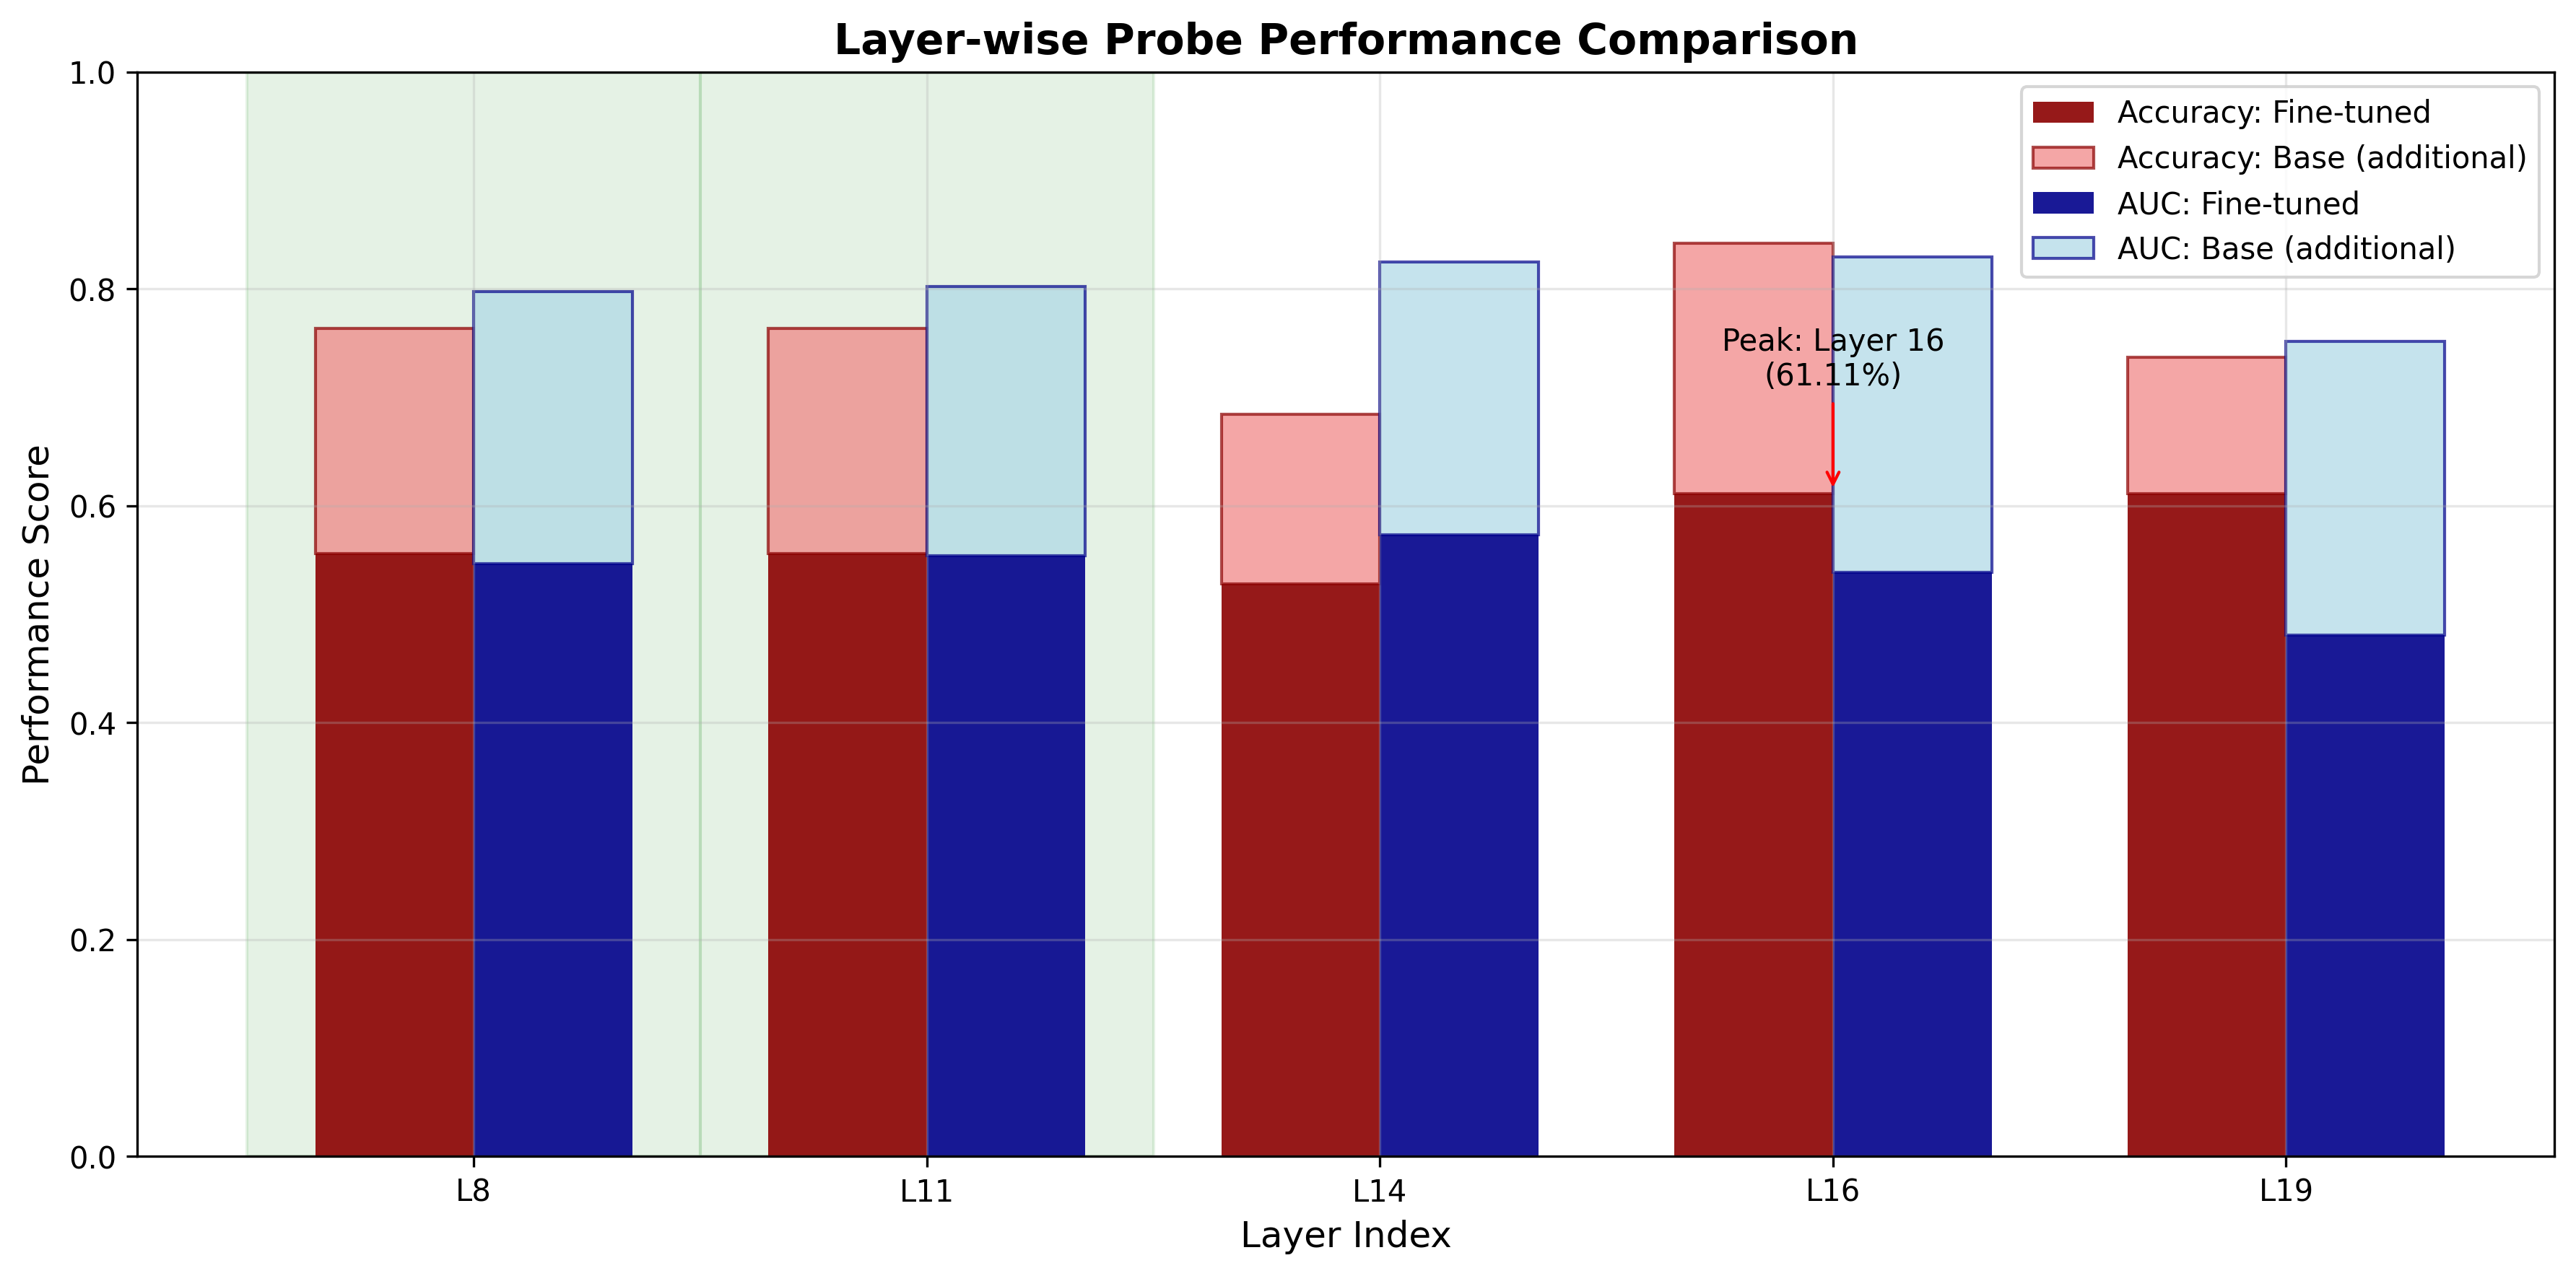 Layer-wise Probe Performance Comparison
1.0
0.8
0.6
0.4
0.2
0.0
Performance Score
Accuracy: Fine-tuned
Accuracy: Base (additional)
AUC: Fine-tuned
AUC: Base (additional)
Peak: Layer 16
(61.11%)
L8
L11
L14
L16
L19
Layer Index